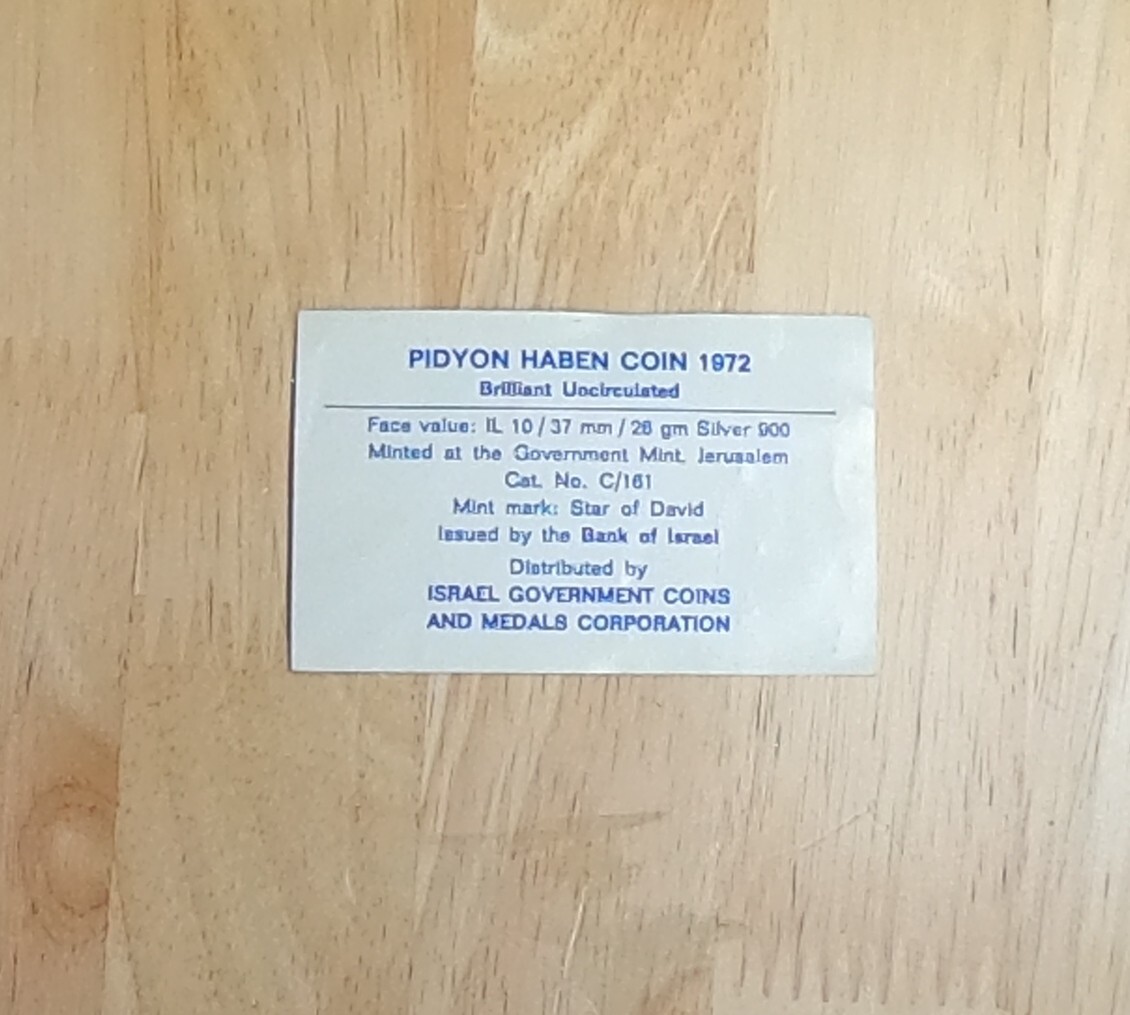 PIDYON HABEN COIN 1972
Brilliant Uncirculated
Face value: IL 10 / 37 mm / 26 gm Silver 900
Minted at the Government Mint, Jerusalem
Cat. No. C/161
Mint mark: Star of David
Issued by the Bank of Israel
Distributed by
ISRAEL GOVERNMENT COINS
AND MEDALS CORPORATION